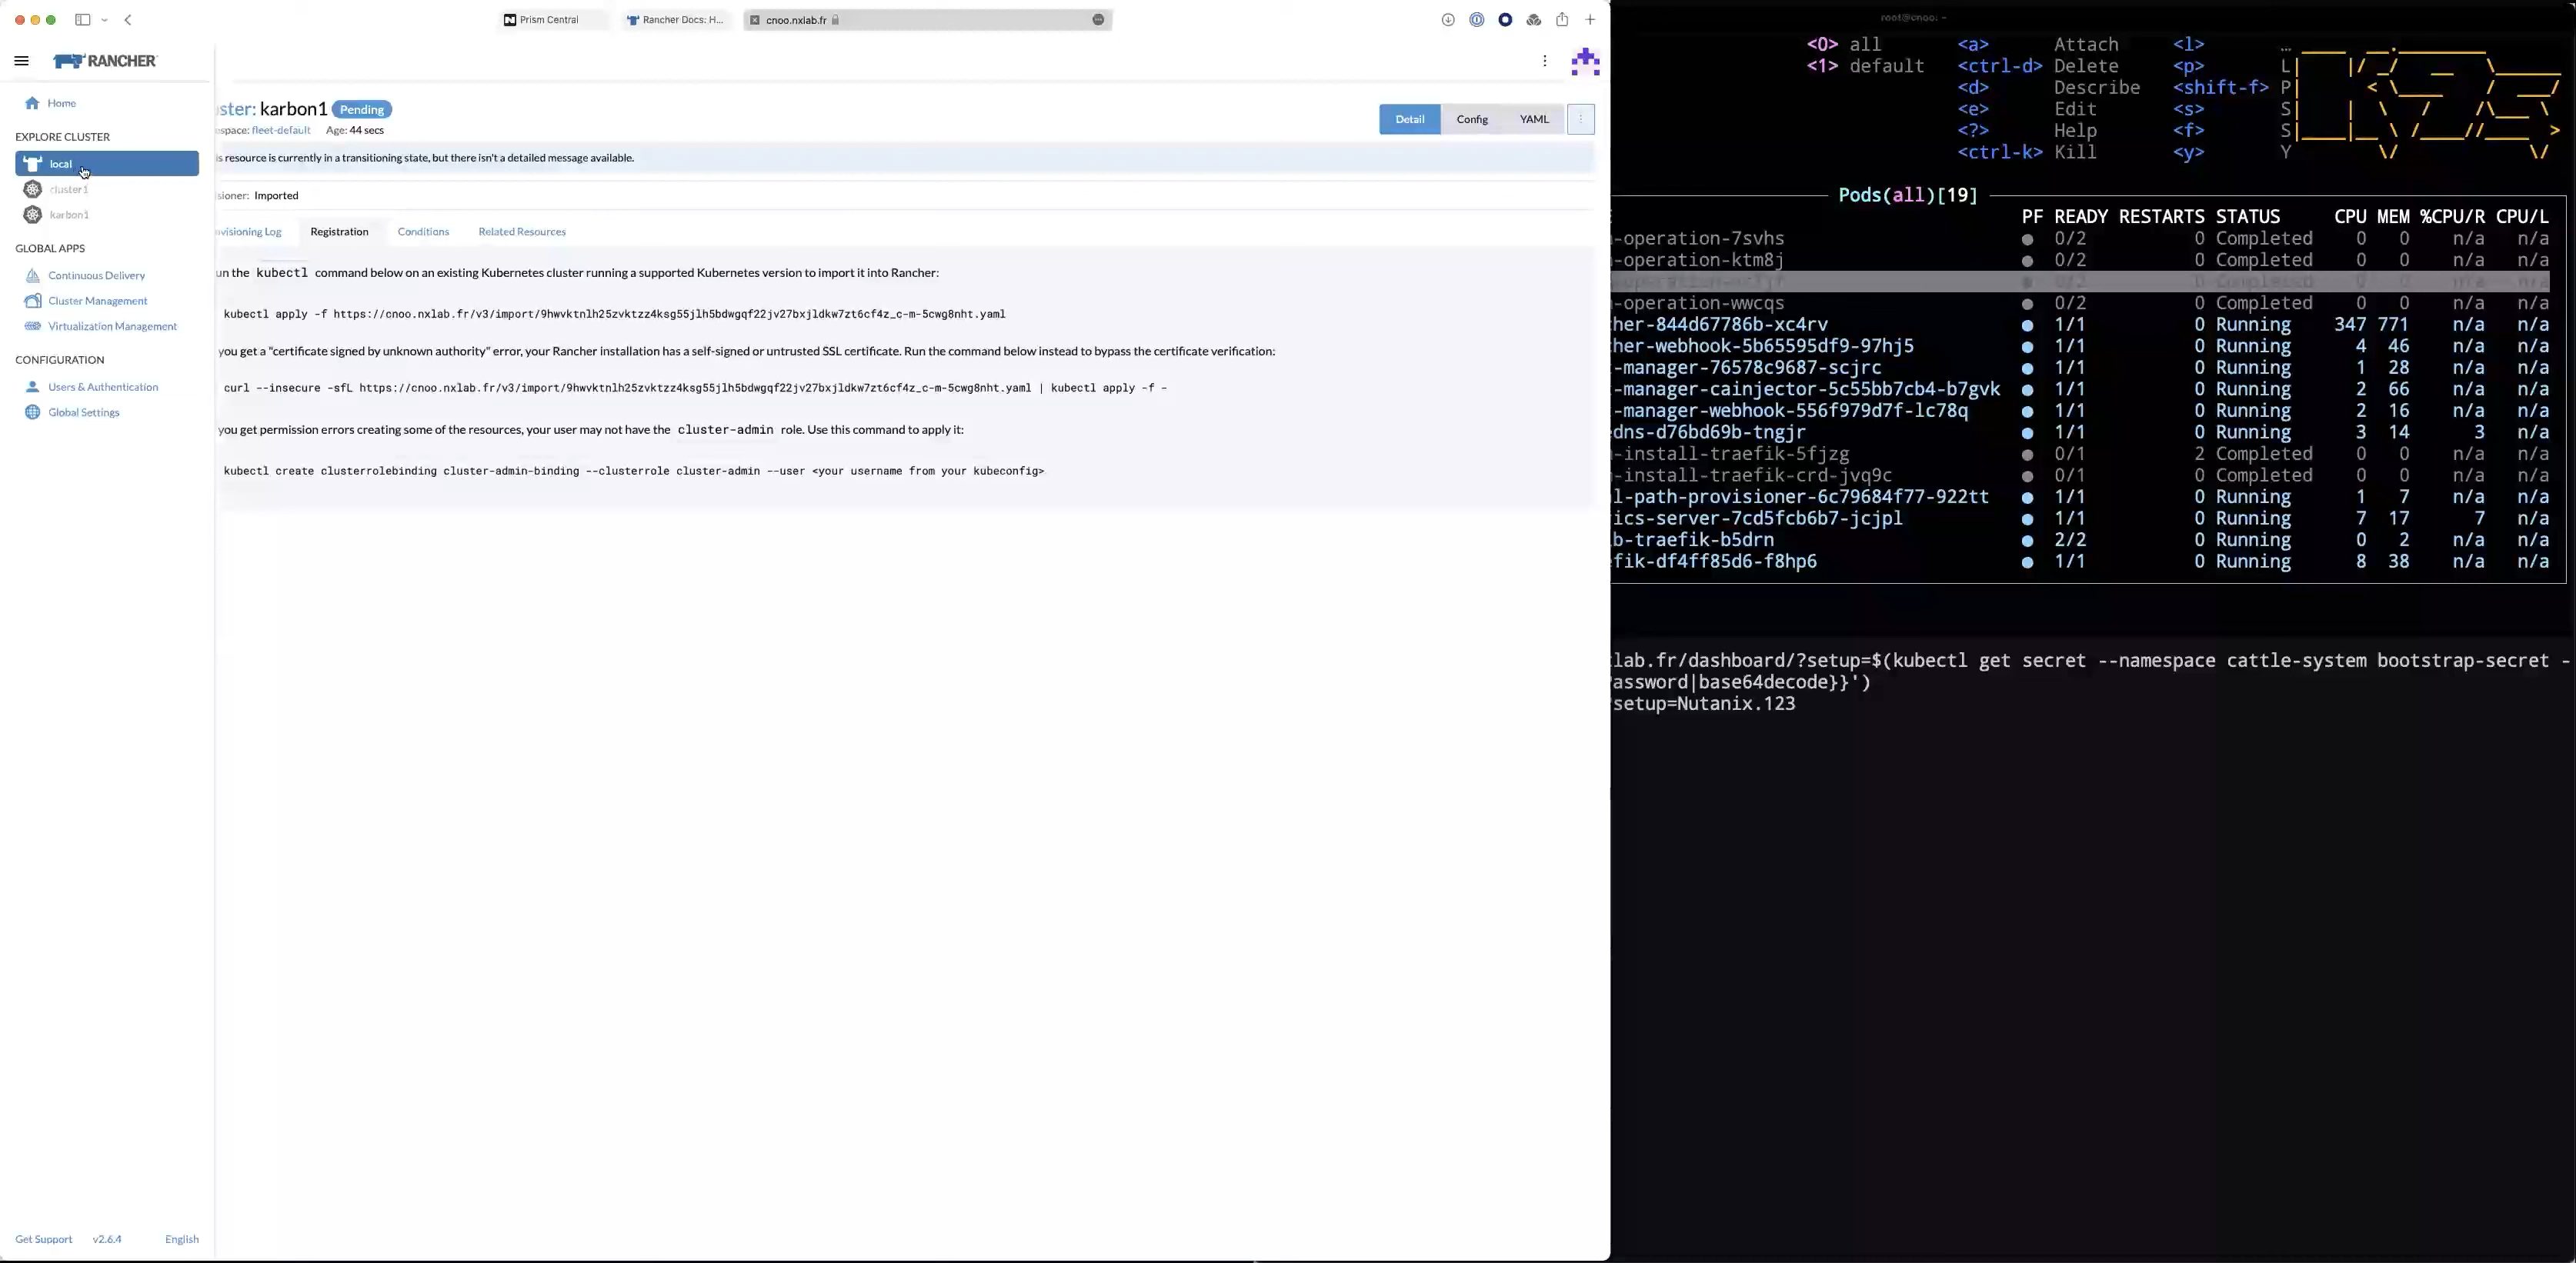 Prism Central
Rancher Docs: H...
cnoo.nxlab.fr
root@cnoo: ~
RANCHER
Home
EXPLORE CLUSTER
local
cluster1
karbon1
GLOBAL APPS
Continuous Delivery
Cluster Management
Virtualization Management
CONFIGURATION
Users & Authentication
Global Settings
Get Support v2.6.4 English
ster: karbon1 Pending
space: fleet-default Age: 44 secs
Detail Config YAML
is resource is currently in a transitioning state, but there isn't a detailed message available.
sioner: Imported
ovisioning Log Registration Conditions Related Resources
un the kubectl command below on an existing Kubernetes cluster running a supported Kubernetes version to import it into Rancher:
kubectl apply -f https://cnoo.nxlab.fr/v3/import/9hwvktnlh25zvktzz4ksg55jlh5bdwgqf22jv27bxjldkw7zt6cf4z_c-m-5cwg8nht.yaml
you get a "certificate signed by unknown authority" error, your Rancher installation has a self-signed or untrusted SSL certificate. Run the command below instead to bypass the certificate verification:
curl --insecure -sfL https://cnoo.nxlab.fr/v3/import/9hwvktnlh25zvktzz4ksg55jlh5bdwgqf22jv27bxjldkw7zt6cf4z_c-m-5cwg8nht.yaml | kubectl apply -f -
you get permission errors creating some of the resources, your user may not have the cluster-admin role. Use this command to apply it:
kubectl create clusterrolebinding cluster-admin-binding --clusterrole cluster-admin --user <your username from your kubeconfig>
<0> all <a> Attach <l> …
<1> default <ctrl-d> Delete <p> L
<d> Describe <shift-f> P
<e> Edit <s> S
<?> Help <f> S
<ctrl-k> Kill <y> Y
Pods(all)[19]
PF READY RESTARTS STATUS CPU MEM %CPU/R CPU/L
-operation-7svhs ● 0/2 0 Completed 0 0 n/a n/a
-operation-ktm8j ● 0/2 0 Completed 0 0 n/a n/a
-operation-wwcqs ● 0/2 0 Completed 0 0 n/a n/a
her-844d67786b-xc4rv ● 1/1 0 Running 347 771 n/a n/a
her-webhook-5b65595df9-97hj5 ● 1/1 0 Running 4 46 n/a n/a
-manager-76578c9687-scjrc ● 1/1 0 Running 1 28 n/a n/a
-manager-cainjector-5c55bb7cb4-b7gvk ● 1/1 0 Running 2 66 n/a n/a
-manager-webhook-556f979d7f-lc78q ● 1/1 0 Running 2 16 n/a n/a
dns-d76bd69b-tngjr ● 1/1 0 Running 3 14 3 n/a
-install-traefik-5fjzg ● 0/1 2 Completed 0 0 n/a n/a
-install-traefik-crd-jvq9c ● 0/1 0 Completed 0 0 n/a n/a
l-path-provisioner-6c79684f77-922tt ● 1/1 0 Running 1 7 n/a n/a
ics-server-7cd5fcb6b7-jcjpl ● 1/1 0 Running 7 17 7 n/a
b-traefik-b5drn ● 2/2 0 Running 0 2 n/a n/a
fik-df4ff85d6-f8hp6 ● 1/1 0 Running 8 38 n/a n/a
lab.fr/dashboard/?setup=$(kubectl get secret --namespace cattle-system bootstrap-secret -
assword|base64decode}}')
setup=Nutanix.123